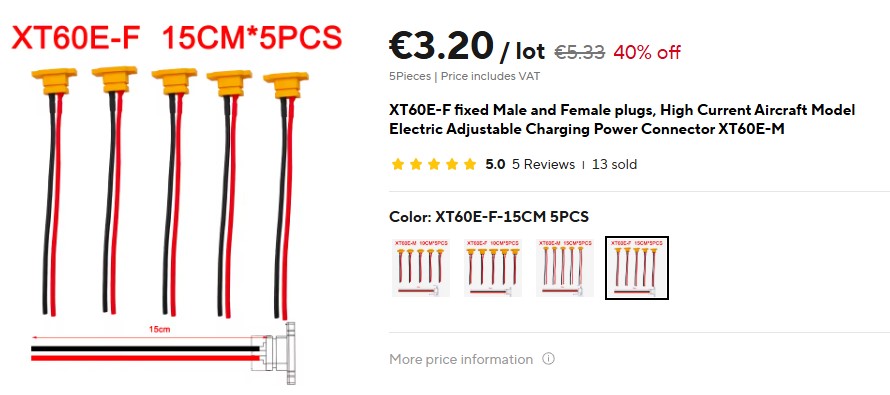 XT60E-F 15CM*5PCS
15cm
€3.20 / lot €5.33 40% off
5Pieces | Price includes VAT
XT60E-F fixed Male and Female plugs, High Current Aircraft Model
Electric Adjustable Charging Power Connector XT60E-M
5.0 5 Reviews | 13 sold
Color: XT60E-F-15CM 5PCS
XT60E-M 10CM*5PCS
XT60E-F 10CM*5PCS
XT60E-M 15CM*5PCS
XT60E-F 15CM*5PCS
More price information